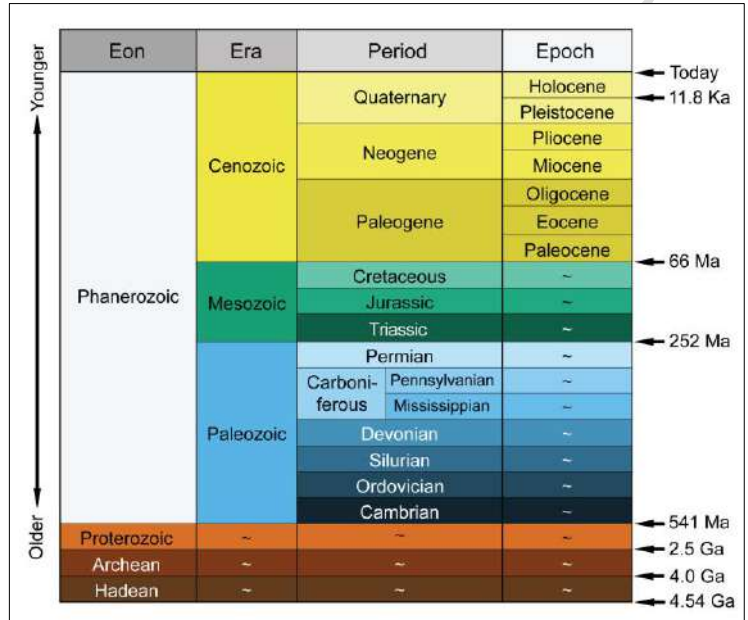 Eon Era Period Epoch
Today
Younger
Phanerozoic
Cenozoic
Quaternary
Holocene
11.8 Ka
Pleistocene
Neogene
Pliocene
Miocene
Paleogene
Oligocene
Eocene
Paleocene
66 Ma
Mesozoic
Cretaceous ~
Jurassic ~
Triassic ~
252 Ma
Paleozoic
Permian ~
Carboni-
ferous
Pennsylvanian ~
Mississippian ~
Devonian ~
Silurian ~
Ordovician ~
Cambrian ~
541 Ma
Older
Proterozoic ~ ~ ~
2.5 Ga
Archean ~ ~ ~
4.0 Ga
Hadean ~ ~ ~
4.54 Ga